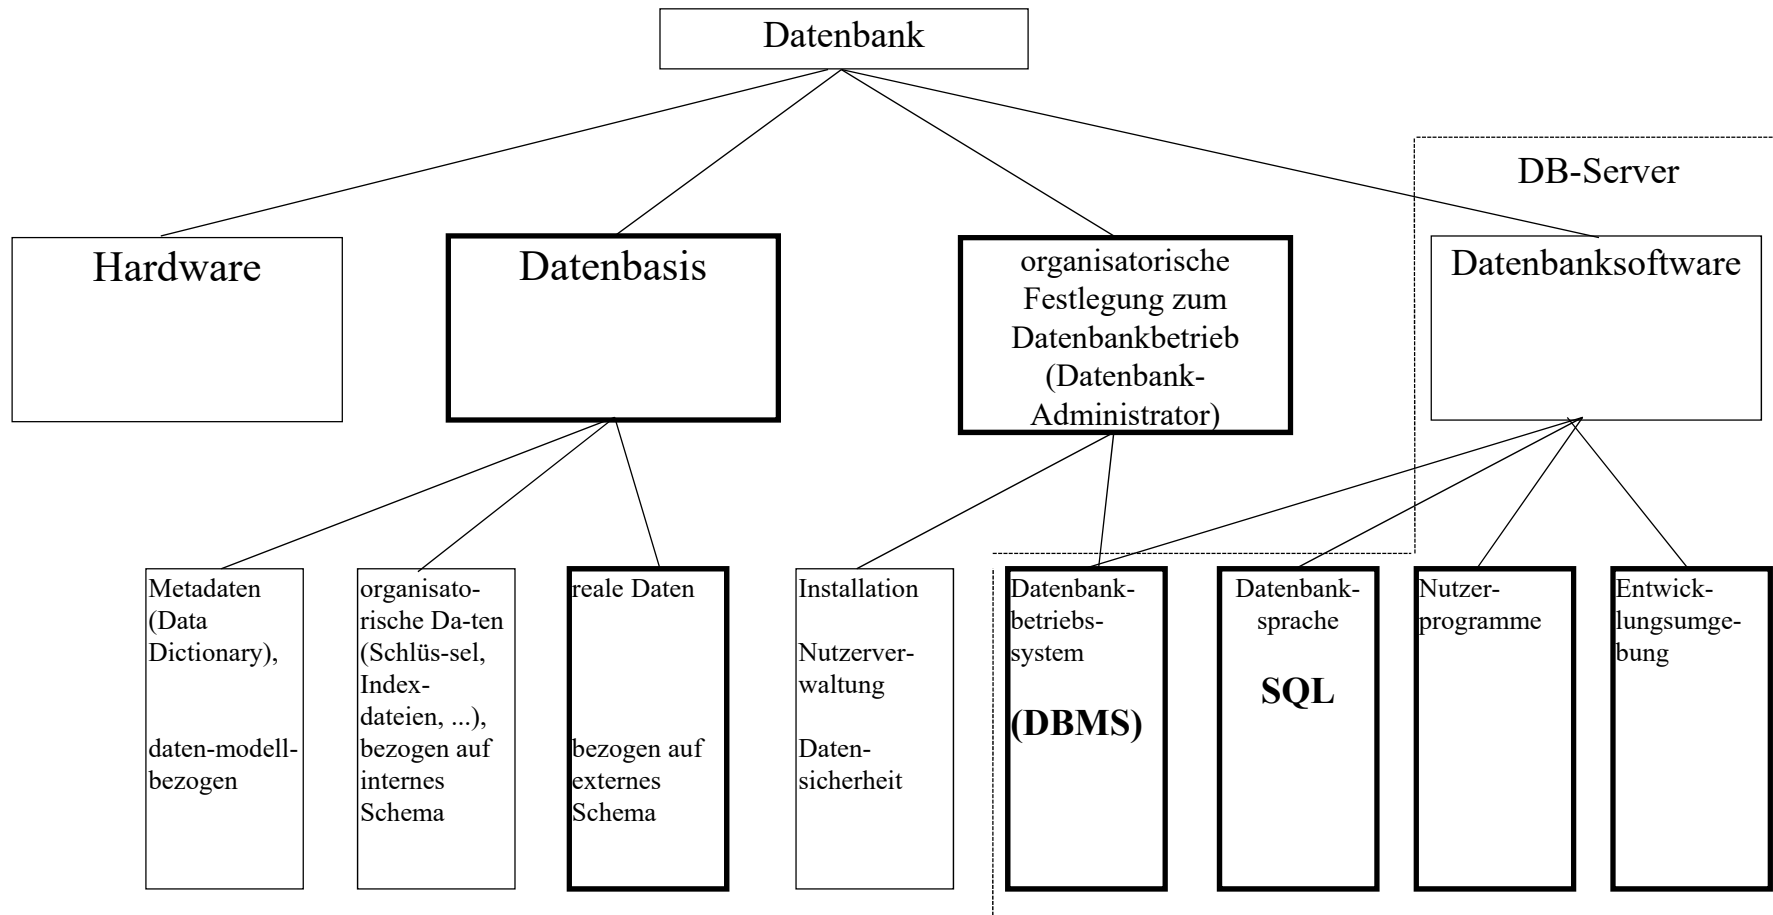 Datenbank
DB-Server
Hardware
Datenbasis
organisatorische
Festlegung zum
Datenbankbetrieb
(Datenbank-
Administrator)
Datenbanksoftware
Metadaten
(Data
Dictionary),
daten-modell-
bezogen
organisato-
rische Da-ten
(Schlüs-sel,
Index-
dateien, ...),
bezogen auf
internes
Schema
reale Daten
bezogen auf
externes
Schema
Installation
Nutzerver-
waltung
Daten-
sicherheit
Datenbank-
betriebs-
system
(DBMS)
Datenbank-
sprache
SQL
Nutzer-
programme
Entwick-
lungsumge-
bung